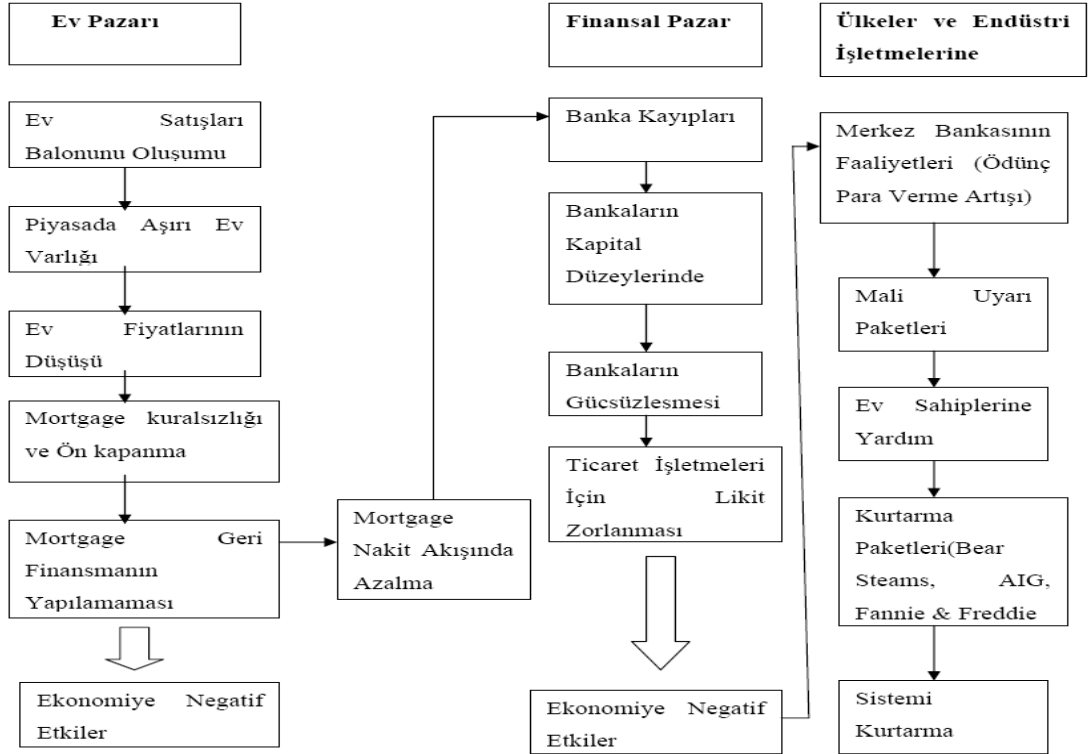 Ev Pazarı
Ev Satışları
Balonunu Oluşumu
Piyasada Aşırı Ev
Varlığı
Ev Fiyatlarının
Düşüşü
Mortgage kuralsızlığı
ve Ön kapanma
Mortgage Geri
Finansmanın
Yapılamaması
Ekonomiye Negatif
Etkiler
Mortgage
Nakit Akışında
Azalma
Finansal Pazar
Banka Kayıpları
Bankaların
Kapital
Düzeylerinde
Bankaların
Gücsüzlesmesi
Ticaret İşletmeleri
İçin Likit
Zorlanması
Ekonomiye Negatif
Etkiler
Ülkeler ve Endüstri
İşletmelerine
Merkez Bankasının
Faaliyetleri (Ödünç
Para Verme Artışı)
Mali Uyarı
Paketleri
Ev Sahiplerine
Yardım
Kurtarma
Paketleri(Bear
Steams, AIG,
Fannie & Freddie
Sistemi
Kurtarma